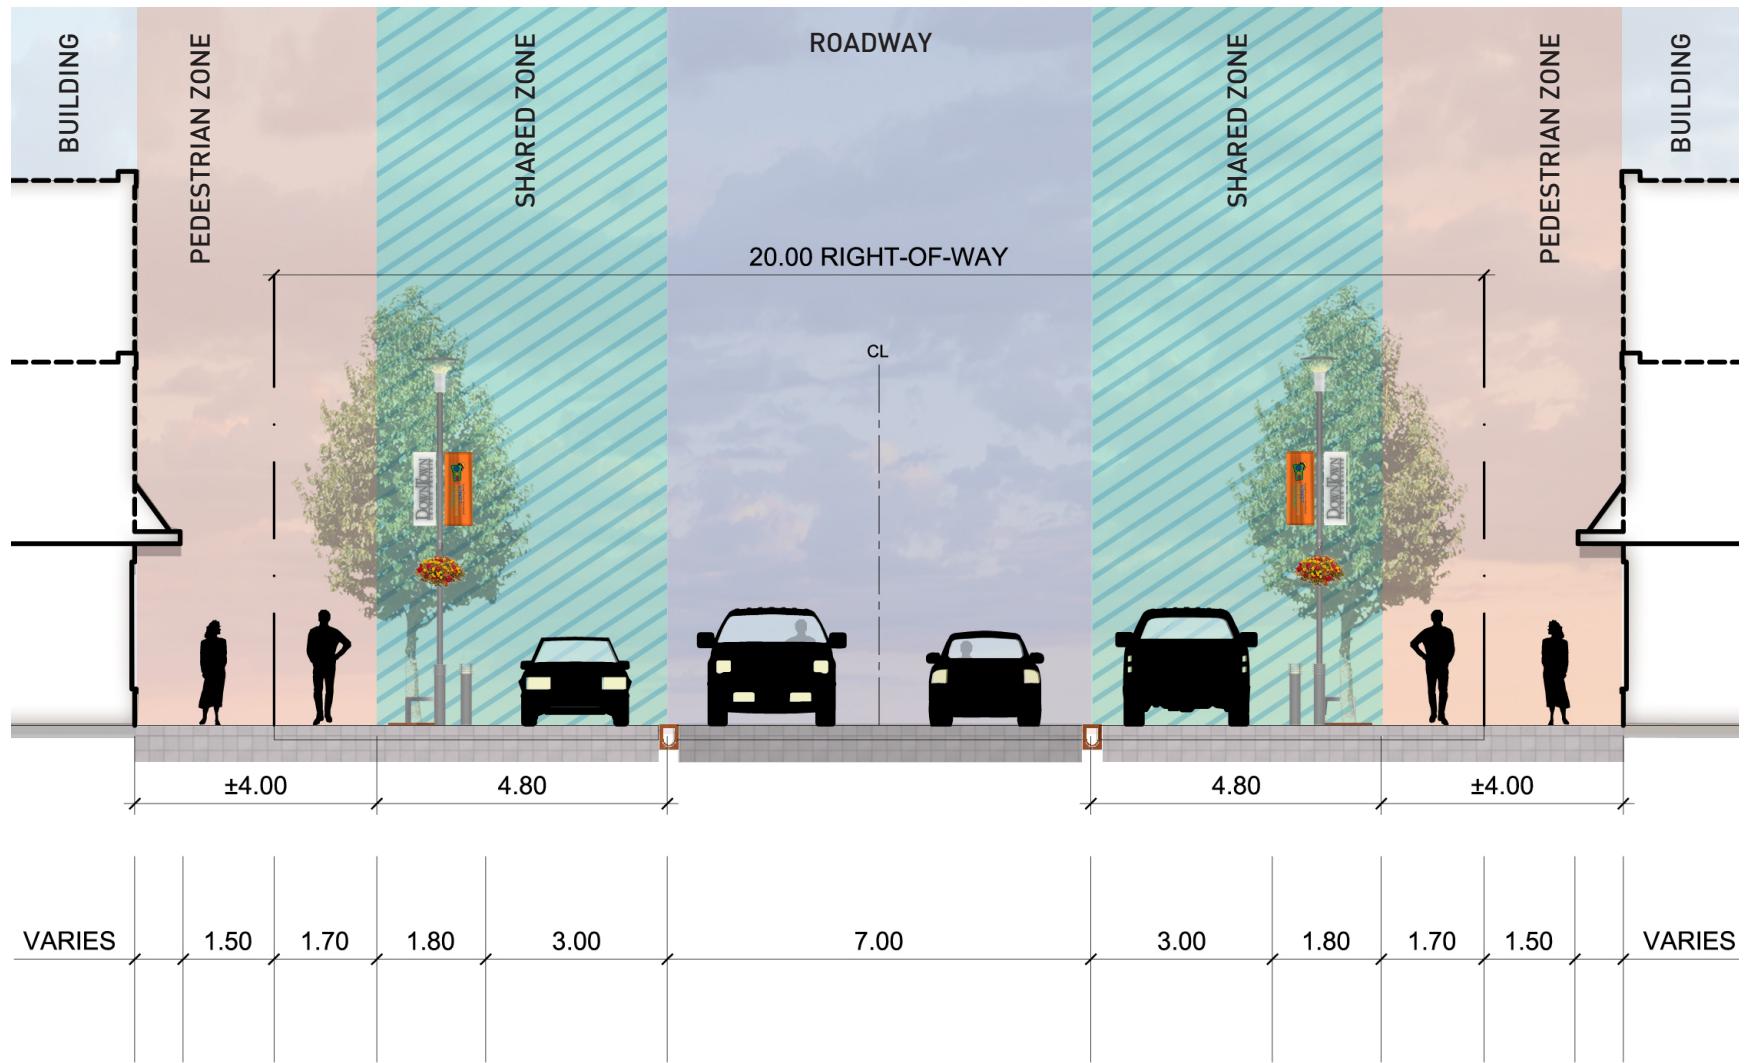 BUILDING
PEDESTRIAN ZONE
SHARED ZONE
ROADWAY
SHARED ZONE
PEDESTRIAN ZONE
BUILDING
20.00 RIGHT-OF-WAY
CL
DOWNTOWN
DOWNTOWN
±4.00
4.80
4.80
±4.00
VARIES
1.50
1.70
1.80
3.00
7.00
3.00
1.80
1.70
1.50
VARIES